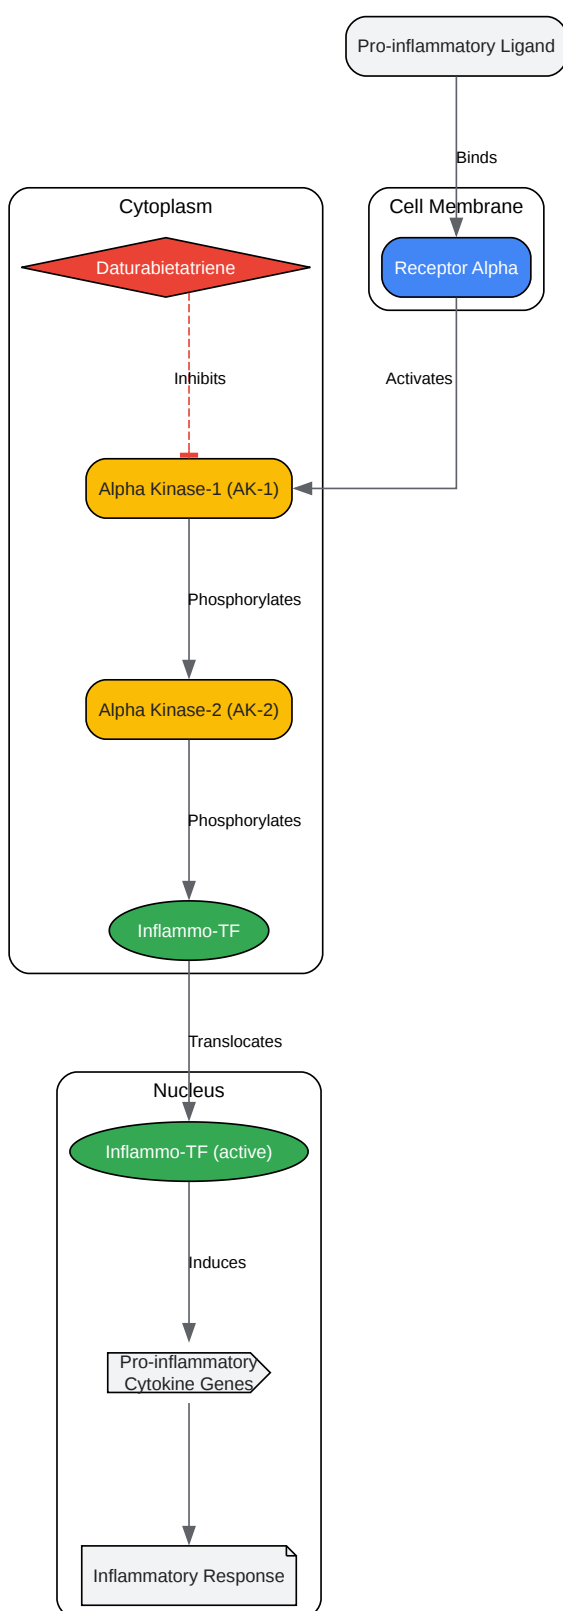 Pro-inflammatory Ligand
Binds
Cytoplasm
Cell Membrane
Daturabietatriene
Receptor Alpha
Inhibits
Activates
Alpha Kinase-1 (AK-1)
Phosphorylates
Alpha Kinase-2 (AK-2)
Phosphorylates
Inflammo-TF
Translocates
Nucleus
Inflammo-TF (active)
Induces
Pro-inflammatory
Cytokine Genes
Inflammatory Response